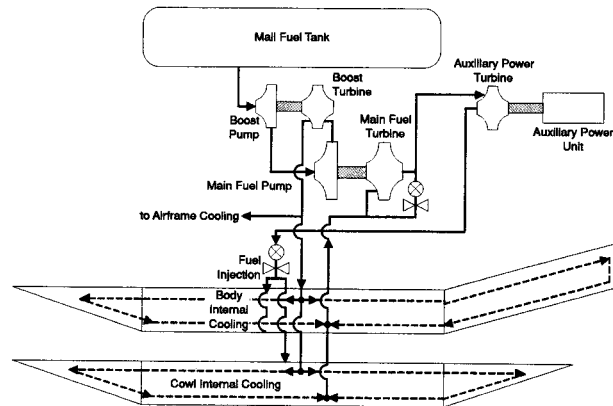 Mail Fuel Tank
Boost
Turbine
Auxiliary Power
Turbine
Boost
Pump
Main Fuel
Turbine
Auxiliary Power
Unit
Main Fuel Pump
to Airframe Cooling
Fuel
Injection
Body
Internal
Cooling
Cowl Internal Cooling